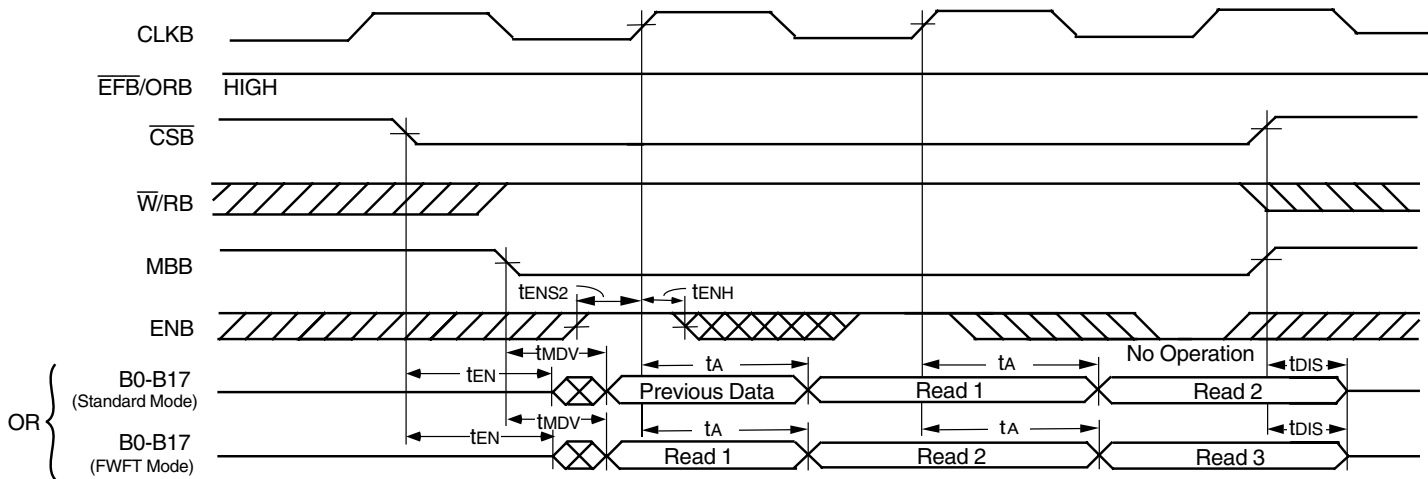 CLKB
EFB/ORB HIGH
CSB
W/RB
MBB
tENS2 tENH
ENB
No Operation
tMDV tA tA
tEN tDIS
B0-B17 Previous Data Read 1 Read 2
(Standard Mode)
OR
tMDV tA tA
tEN tDIS
B0-B17 Read 1 Read 2 Read 3
(FWFT Mode)